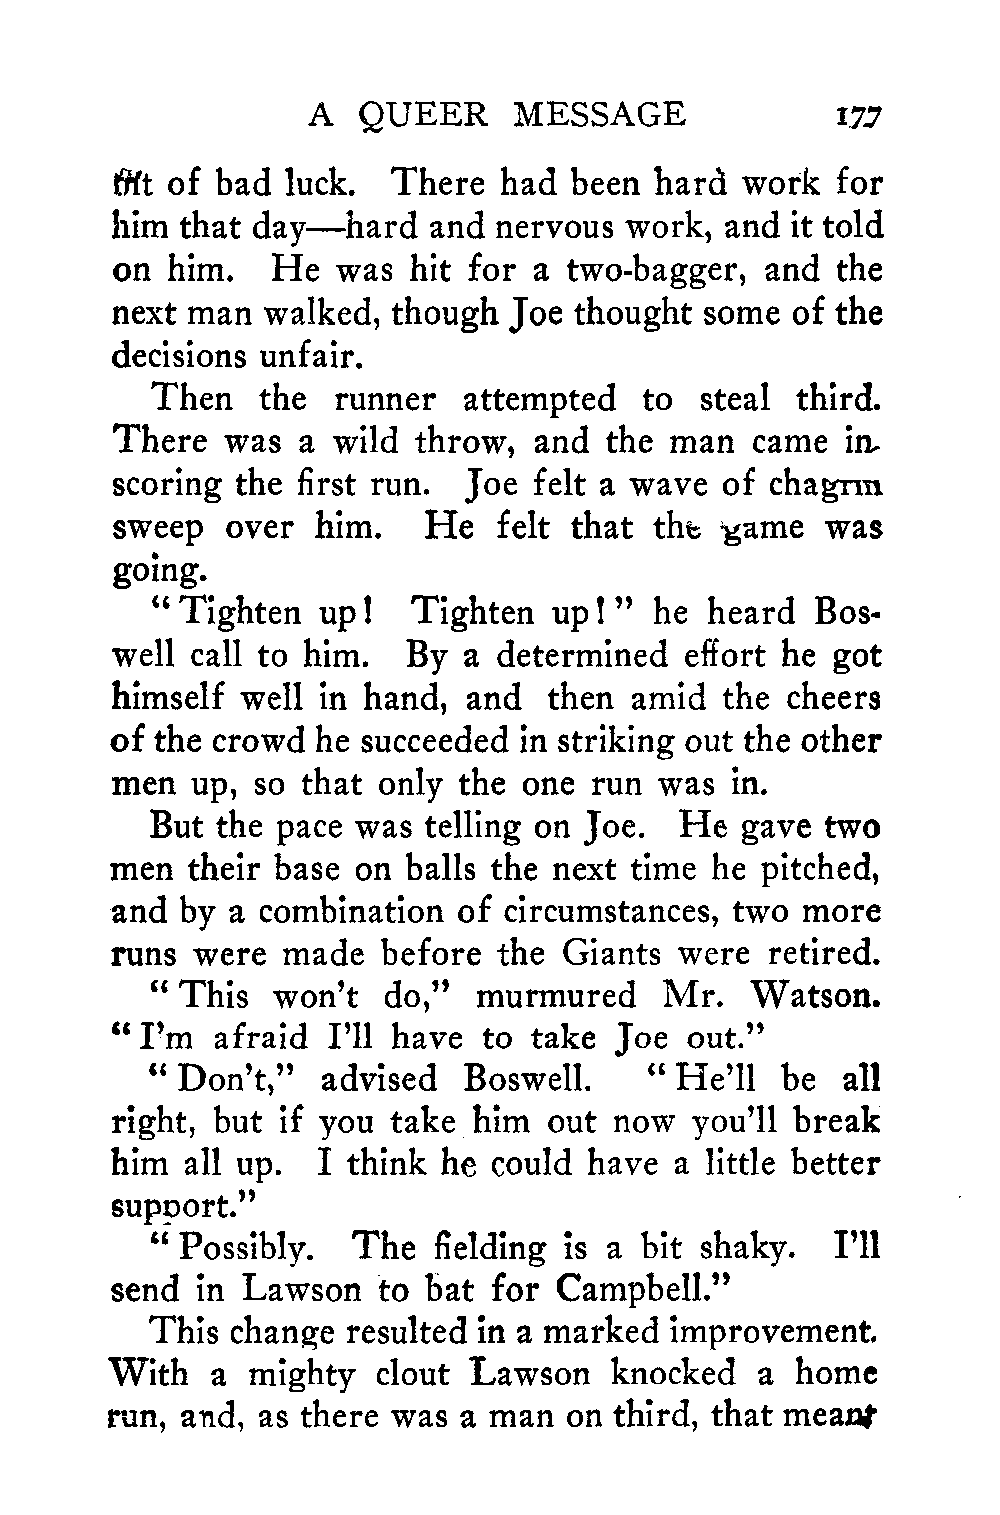 A QUEER MESSAGE 177
of bad luck. There had been hard work for
him that day—hard and nervous work, and it told
on him. He was hit for a two-bagger, and the
next man walked, though Joe thought some of the
decisions unfair.
Then the runner attempted to steal third.
There was a wild throw, and the man came in
scoring the first run. Joe felt a wave of chagrin
sweep over him. He felt that the game was
going.
“Tighten up! Tighten up!” he heard Bos-
well call to him. By a determined effort he got
himself well in hand, and then amid the cheers
of the crowd he succeeded in striking out the other
men up, so that only the one run was in.
But the pace was telling on Joe. He gave two
men their base on balls the next time he pitched,
and by a combination of circumstances, two more
runs were made before the Giants were retired.
“This won’t do,” murmured Mr. Watson.
“I’m afraid I’ll have to take Joe out.”
“Don’t,” advised Boswell. “He’ll be all
right, but if you take him out now you’ll break
him all up. I think he could have a little better
support.”
“Possibly. The fielding is a bit shaky. I’ll
send in Lawson to bat for Campbell.”
This change resulted in a marked improvement.
With a mighty clout Lawson knocked a home
run, and, as there was a man on third, that meant